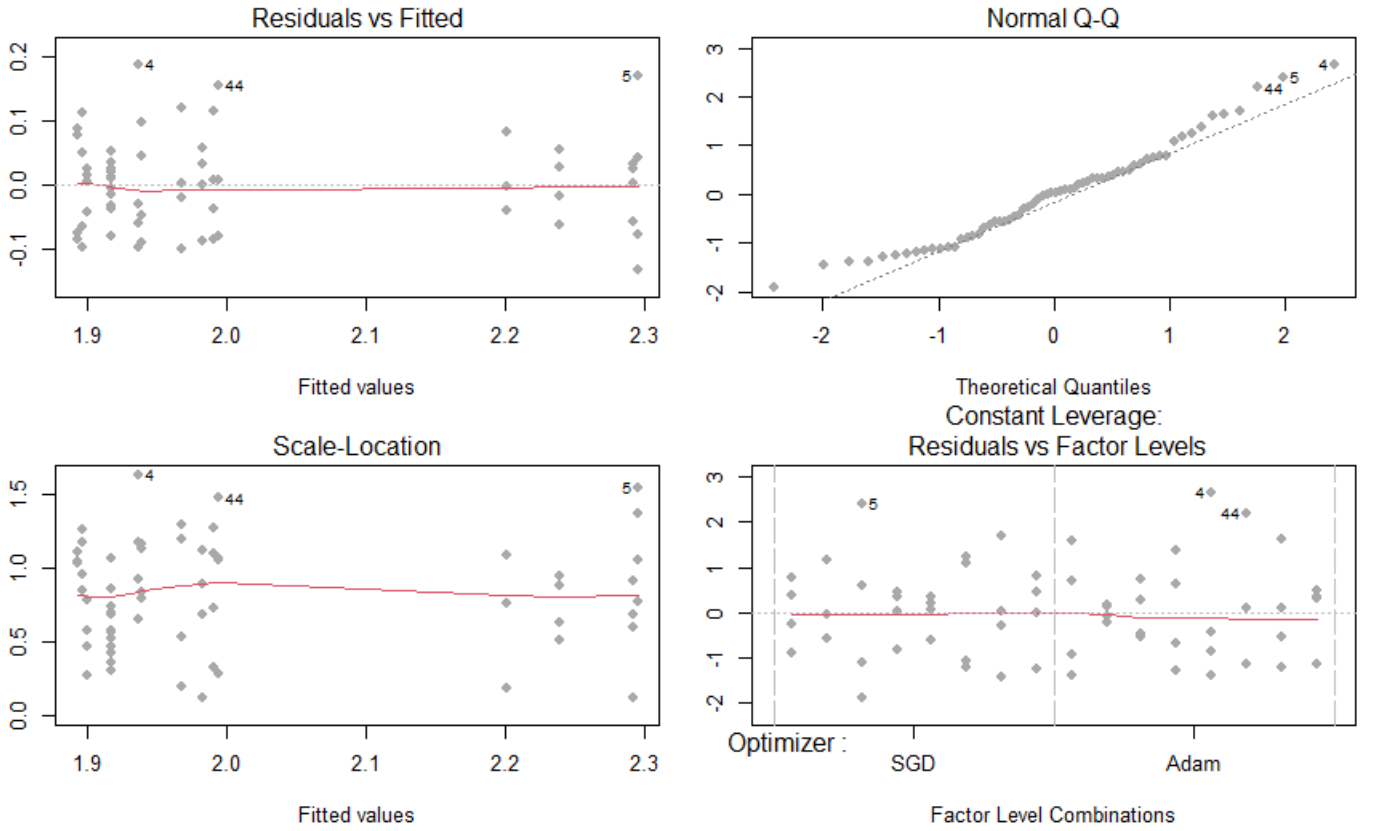 Residuals vs Fitted
0.2
0.1
0.0
-0.1
4
44
5
1.9 2.0 2.1 2.2 2.3
Fitted values
Normal Q-Q
3
2
1
0
-1
-2
4
5
44
-2 -1 0 1 2
Theoretical Quantiles
Scale-Location
1.5
1.0
0.5
0.0
4
44
5
1.9 2.0 2.1 2.2 2.3
Fitted values
Constant Leverage:
Residuals vs Factor Levels
3
2
1
0
-1
-2
5
4
44
Optimizer :
SGD Adam
Factor Level Combinations